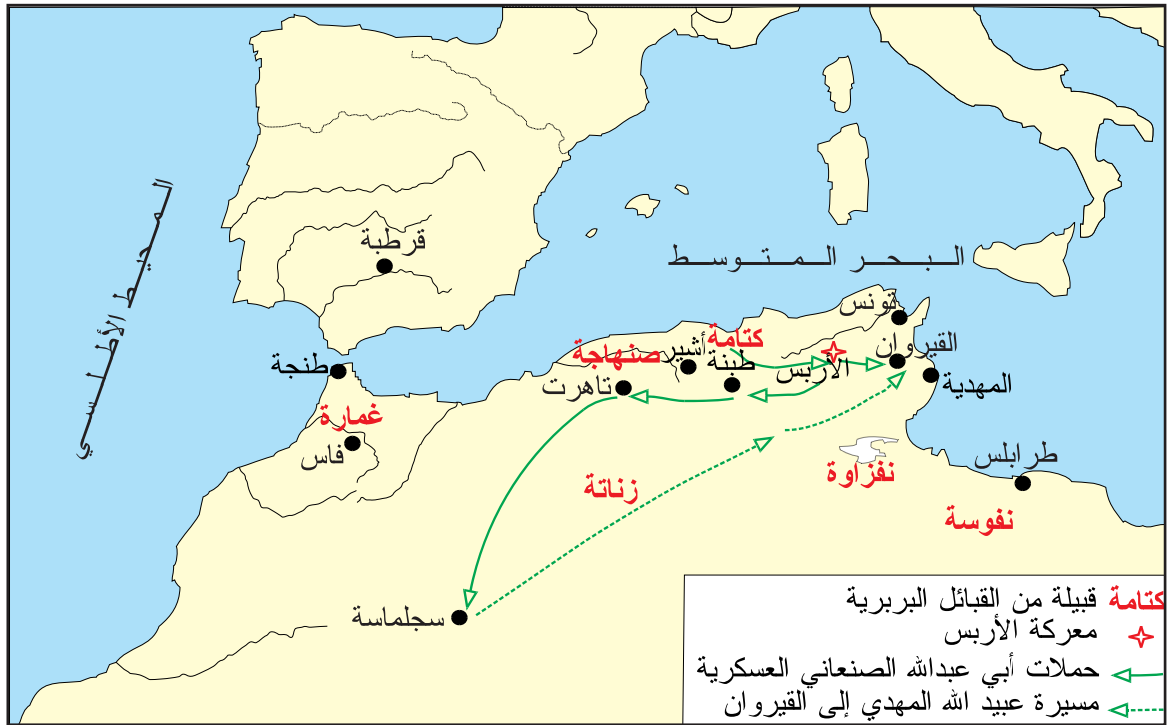 المحيط الأطلسي
قرطبة
البحر المتوسط
تونس
القيروان
كتامة
أشير
صنهاجة
طبنة
الأربس
طنجة
تاهرت
المهدية
غمارة
فاس
طرابلس
نفزاوة
زناتة
نفوسة
سجلماسة
كتامة قبيلة من القبائل البربرية
معركة الأربس
حملات أبي عبدالله الصنعاني العسكرية
مسيرة عبيد الله المهدي إلى القيروان